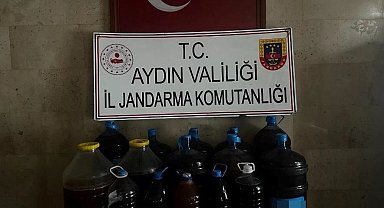 T.C.
AYDIN VALİLİĞİ
İL JANDARMA KOMUTANLIĞI